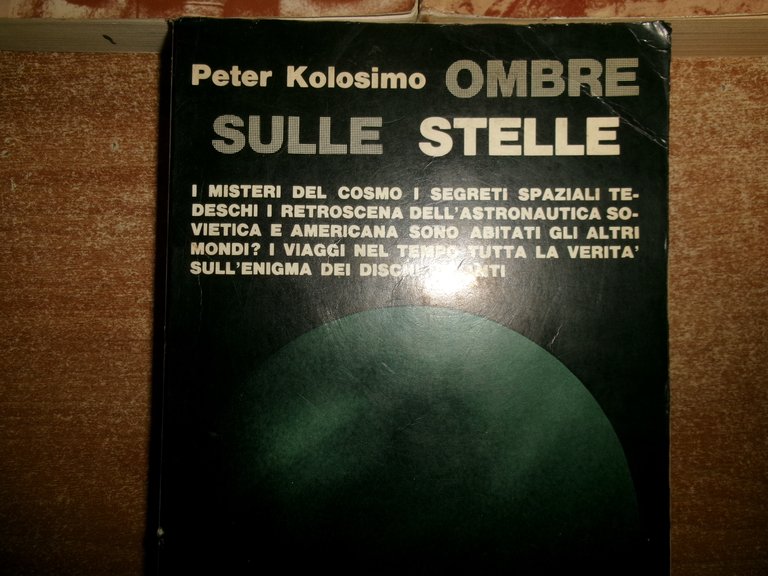 Peter Kolosimo OMBRE
SULLE STELLE
I MISTERI DEL COSMO I SEGRETI SPAZIALI TE-
DESCHI I RETROSCENA DELL'ASTRONAUTICA SO-
VIETICA E AMERICANA SONO ABITATI GLI ALTRI
MONDI? I VIAGGI NEL TEMPO TUTTA LA VERITA'
SULL'ENIGMA DEI DISCHI